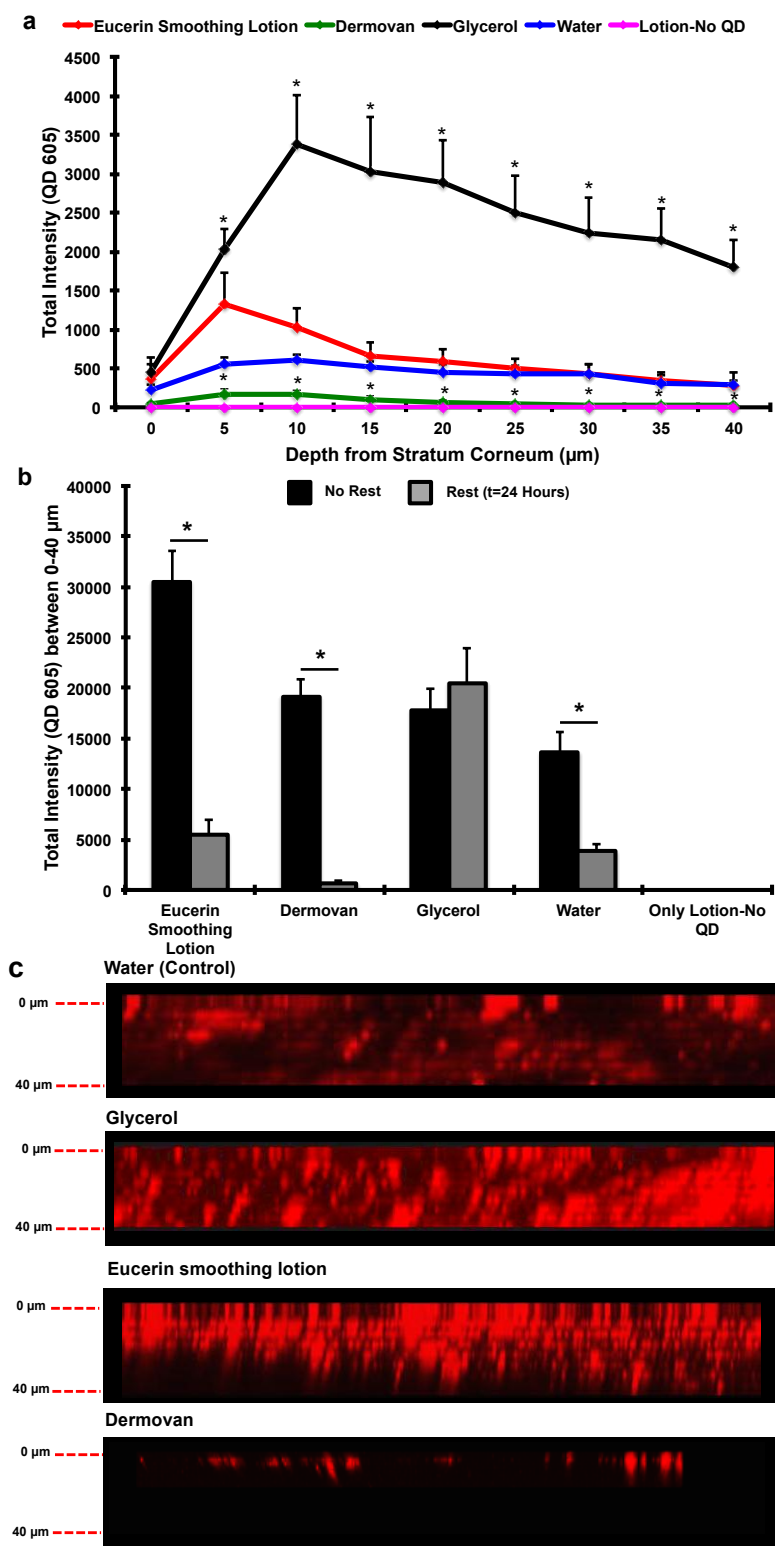 a
Eucerin Smoothing Lotion Dermovan Glycerol Water Lotion-No QD
Total Intensity (QD 605)
4500
4000
3500
3000
2500
2000
1500
1000
500
0
* * * * * * * *
* * * * * * * *
0 5 10 15 20 25 30 35 40
Depth from Stratum Corneum (µm)
b
No Rest Rest (t=24 Hours)
Total Intensity (QD 605) between 0-40 µm
40000
35000
30000
25000
20000
15000
10000
5000
0
* * *
Eucerin Smoothing Lotion
Dermovan
Glycerol
Water
Only Lotion-No QD
c
Water (Control)
0 µm
40 µm
Glycerol
0 µm
40 µm
Eucerin smoothing lotion
0 µm
40 µm
Dermovan
0 µm
40 µm